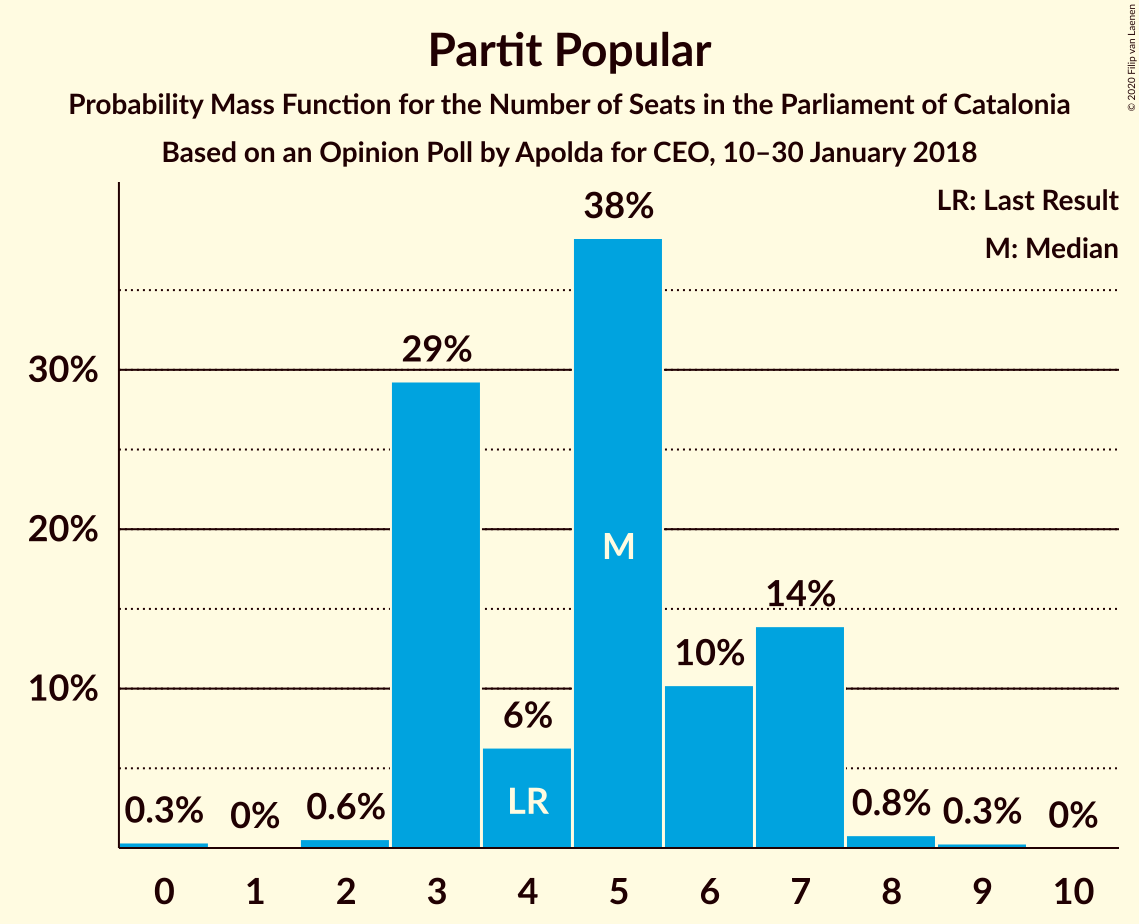 Partit Popular
Probability Mass Function for the Number of Seats in the Parliament of Catalonia
Based on an Opinion Poll by Apolda for CEO, 10–30 January 2018
© 2020 Filip van Laenen
LR: Last Result
M: Median
38%
29%
30%
M
20%
14%
10%
10%
6%
LR
0.3%
0%
0.6%
0.8%
0.3%
0%
0 1 2 3 4 5 6 7 8 9 10